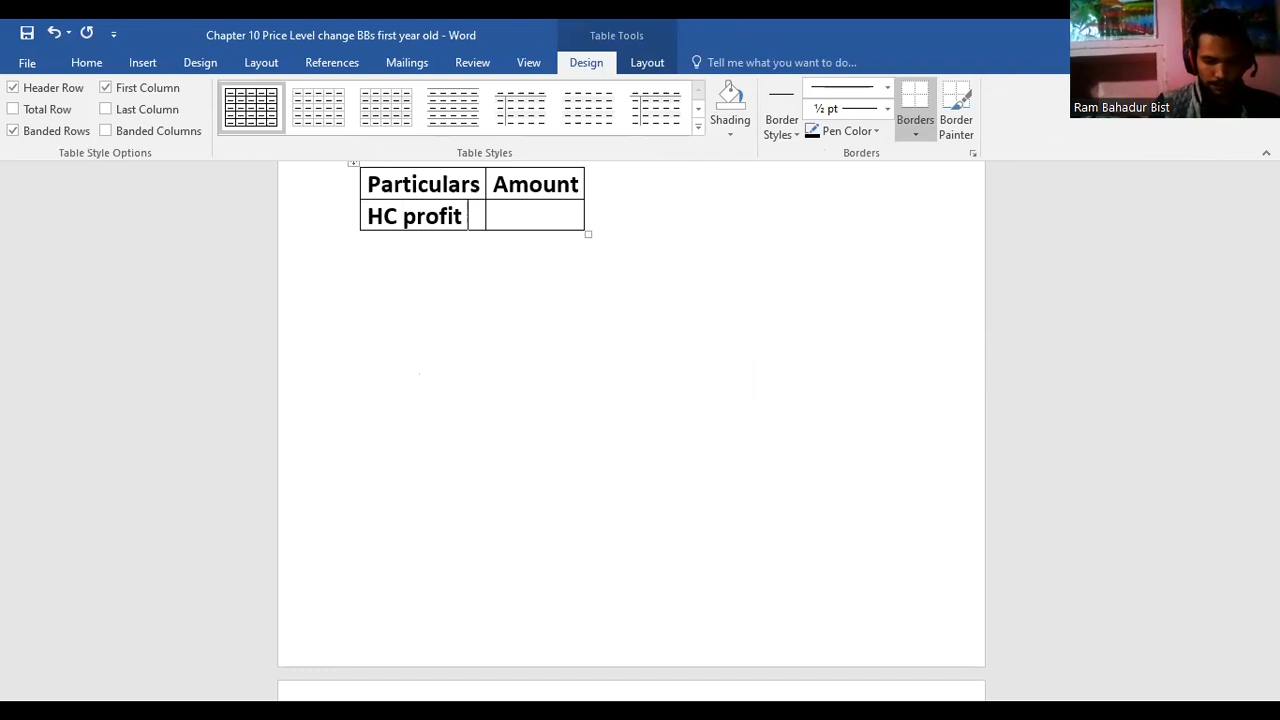 Chapter 10 Price Level change BBs first year old - Word
Table Tools
File Home Insert Design Layout References Mailings Review View Design Layout Tell me what you want to do...
Header Row First Column
Total Row Last Column
Banded Rows Banded Columns
Table Style Options
Table Styles
Shading
Border Styles
½ pt
Pen Color
Borders
Border Painter
Borders
Ram Bahadur Bist
Particulars Amount
HC profit